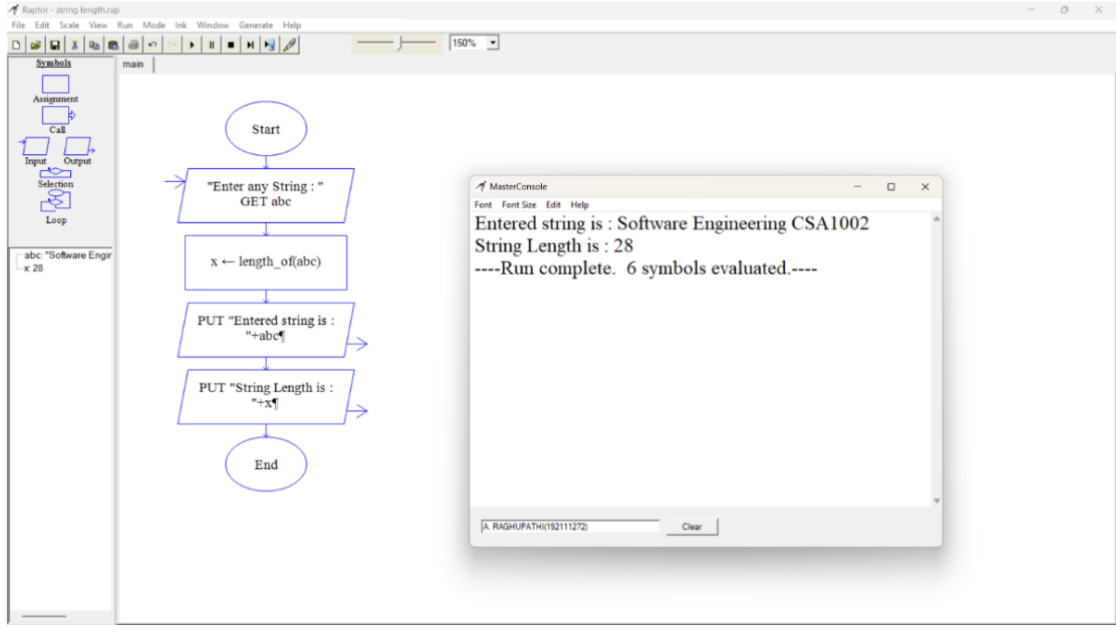 Raptor - string length.rap
File Edit Scale View Run Mode Ink Window Generate Help
150%
Symbols
Assignment
Call
Input Output
Selection
Loop
abc: "Software Engir
x: 28
main
Start
"Enter any String : "
GET abc
x ← length_of(abc)
PUT "Entered string is :
"+abc¶
PUT "String Length is :
"+x¶
End
MasterConsole
Font Font Size Edit Help
Entered string is : Software Engineering CSA1002
String Length is : 28
----Run complete.  6 symbols evaluated.----
A. RAGHUPATHI(192111272)
Clear